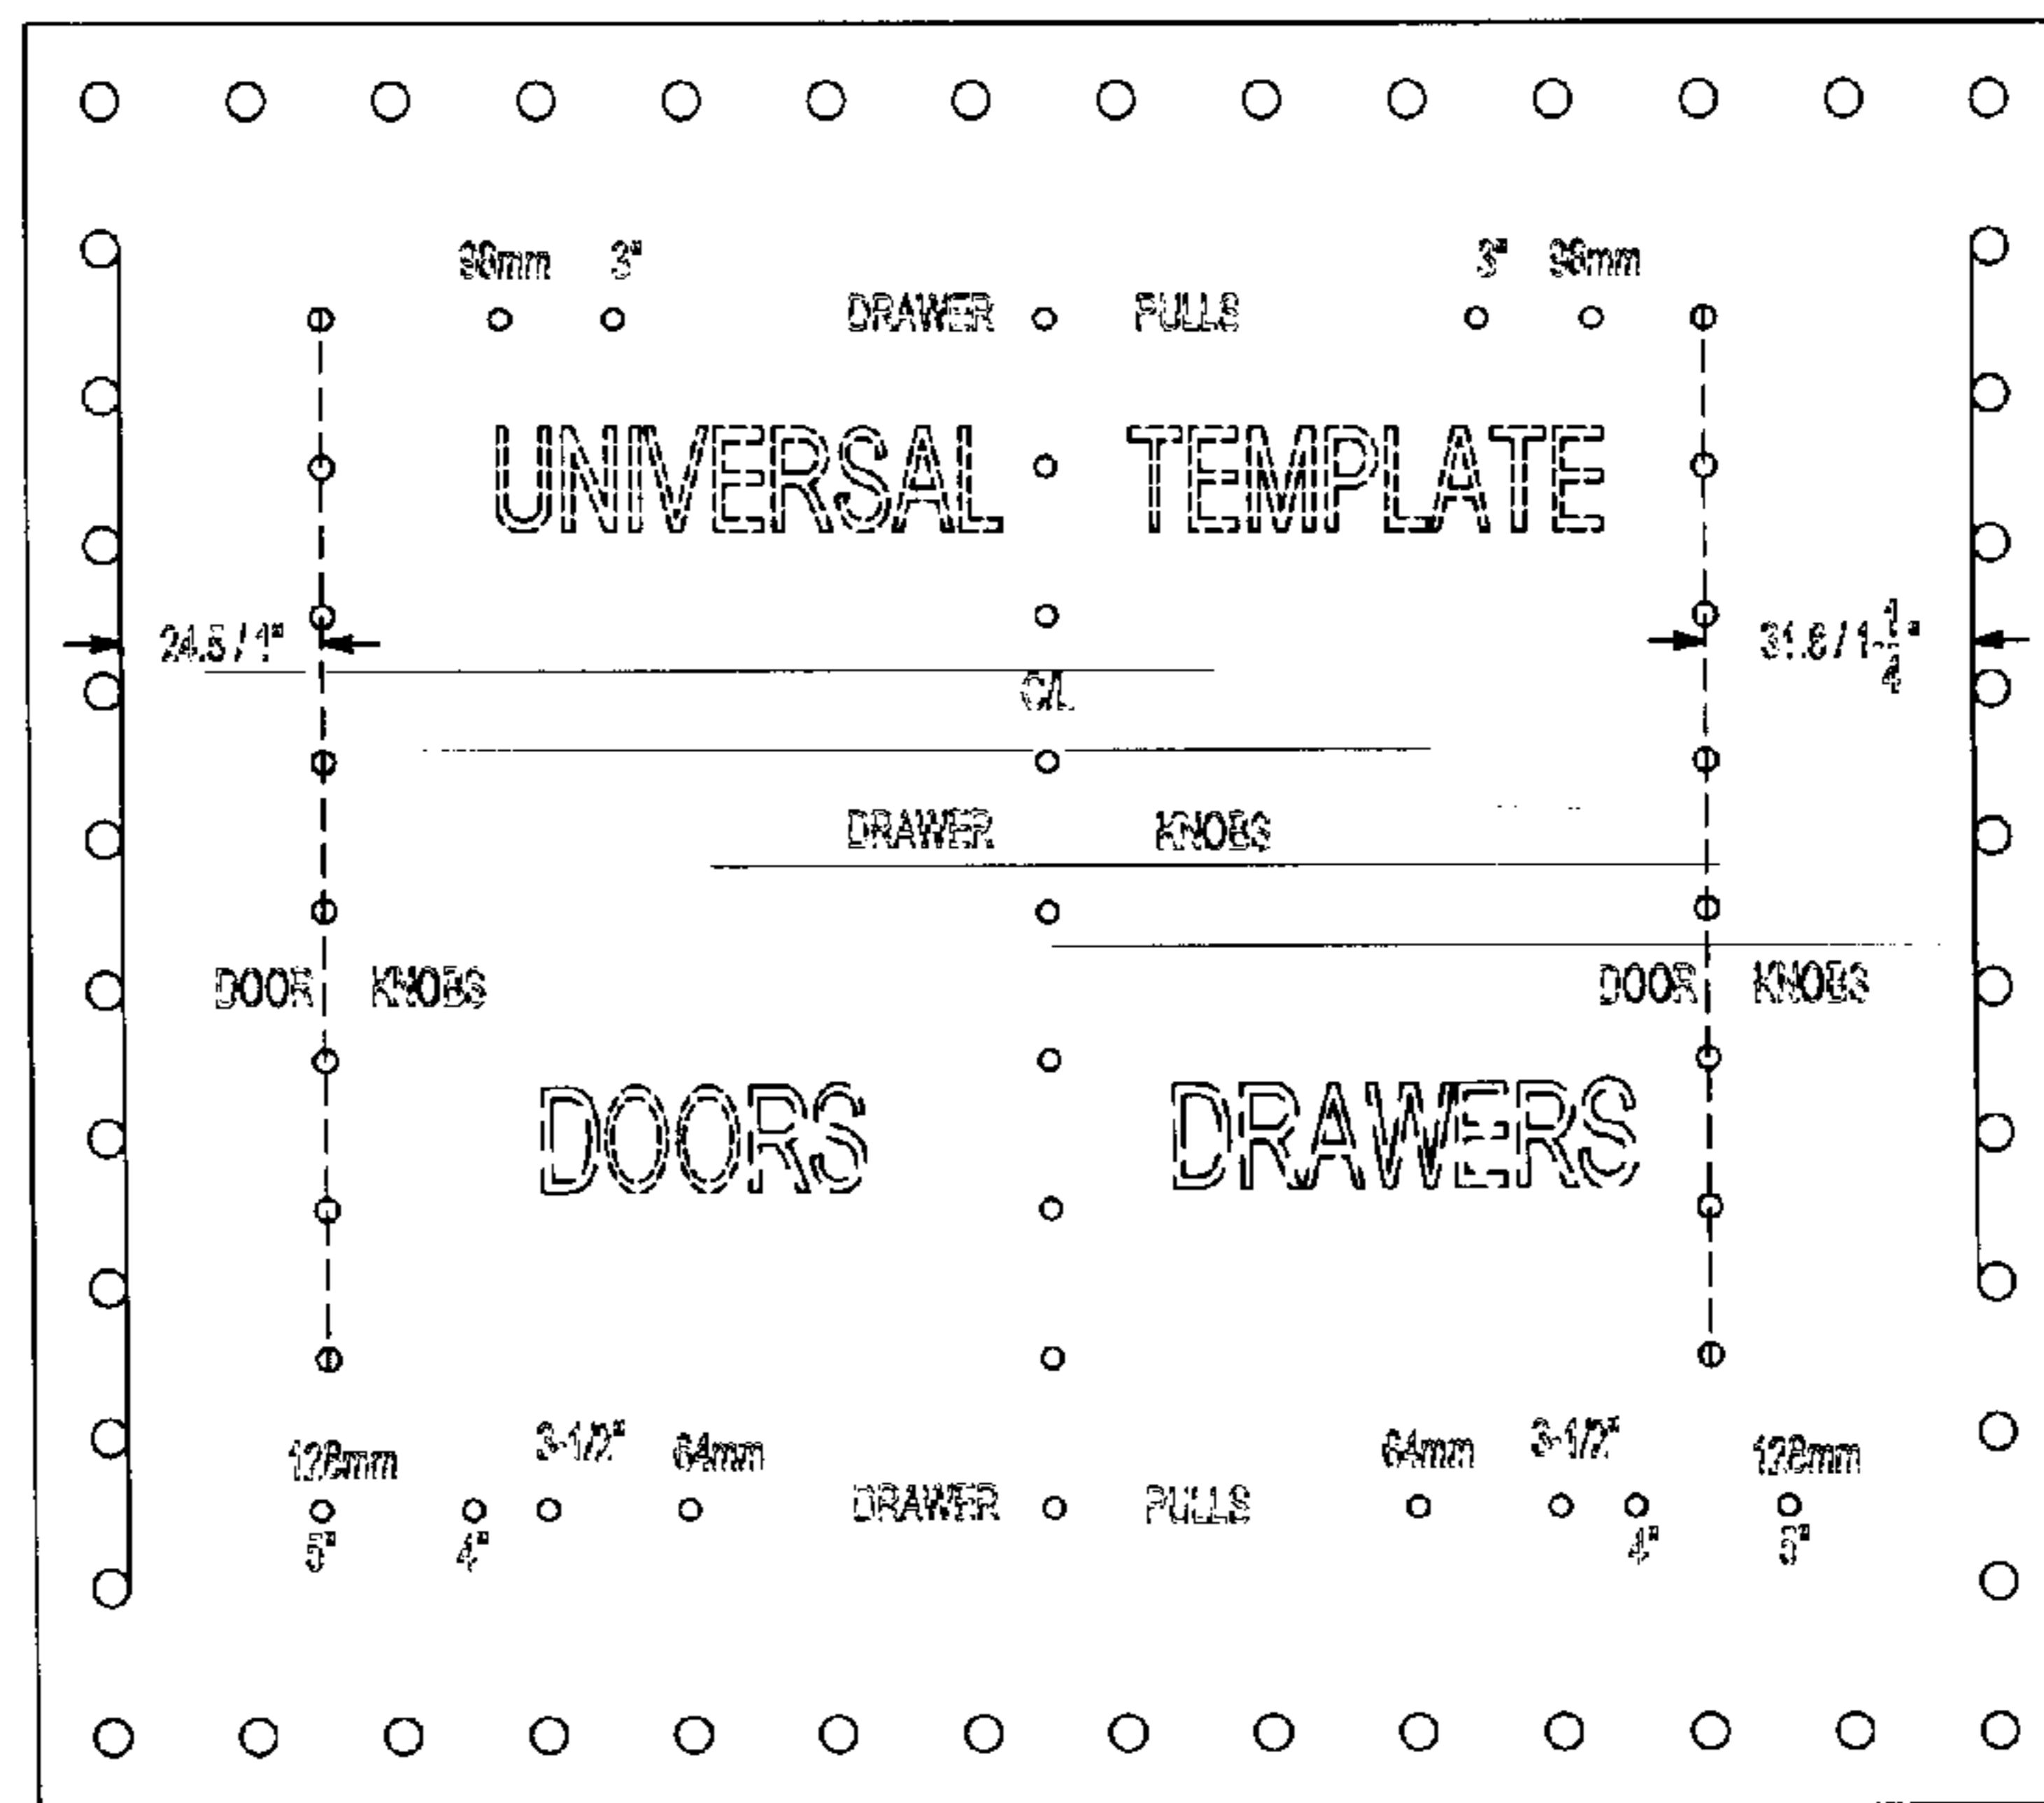 96mm 3" 3" 96mm
DRAWER PULLS
UNIVERSAL TEMPLATE
24.5 / 1" 31.8 / 1-1/4"
C/L
DRAWER KNOBS
DOOR KNOBS DOOR KNOBS
DOORS DRAWERS
128mm 3-1/2" 64mm 64mm 3-1/2" 128mm
DRAWER PULLS
5" 4" 4" 5"